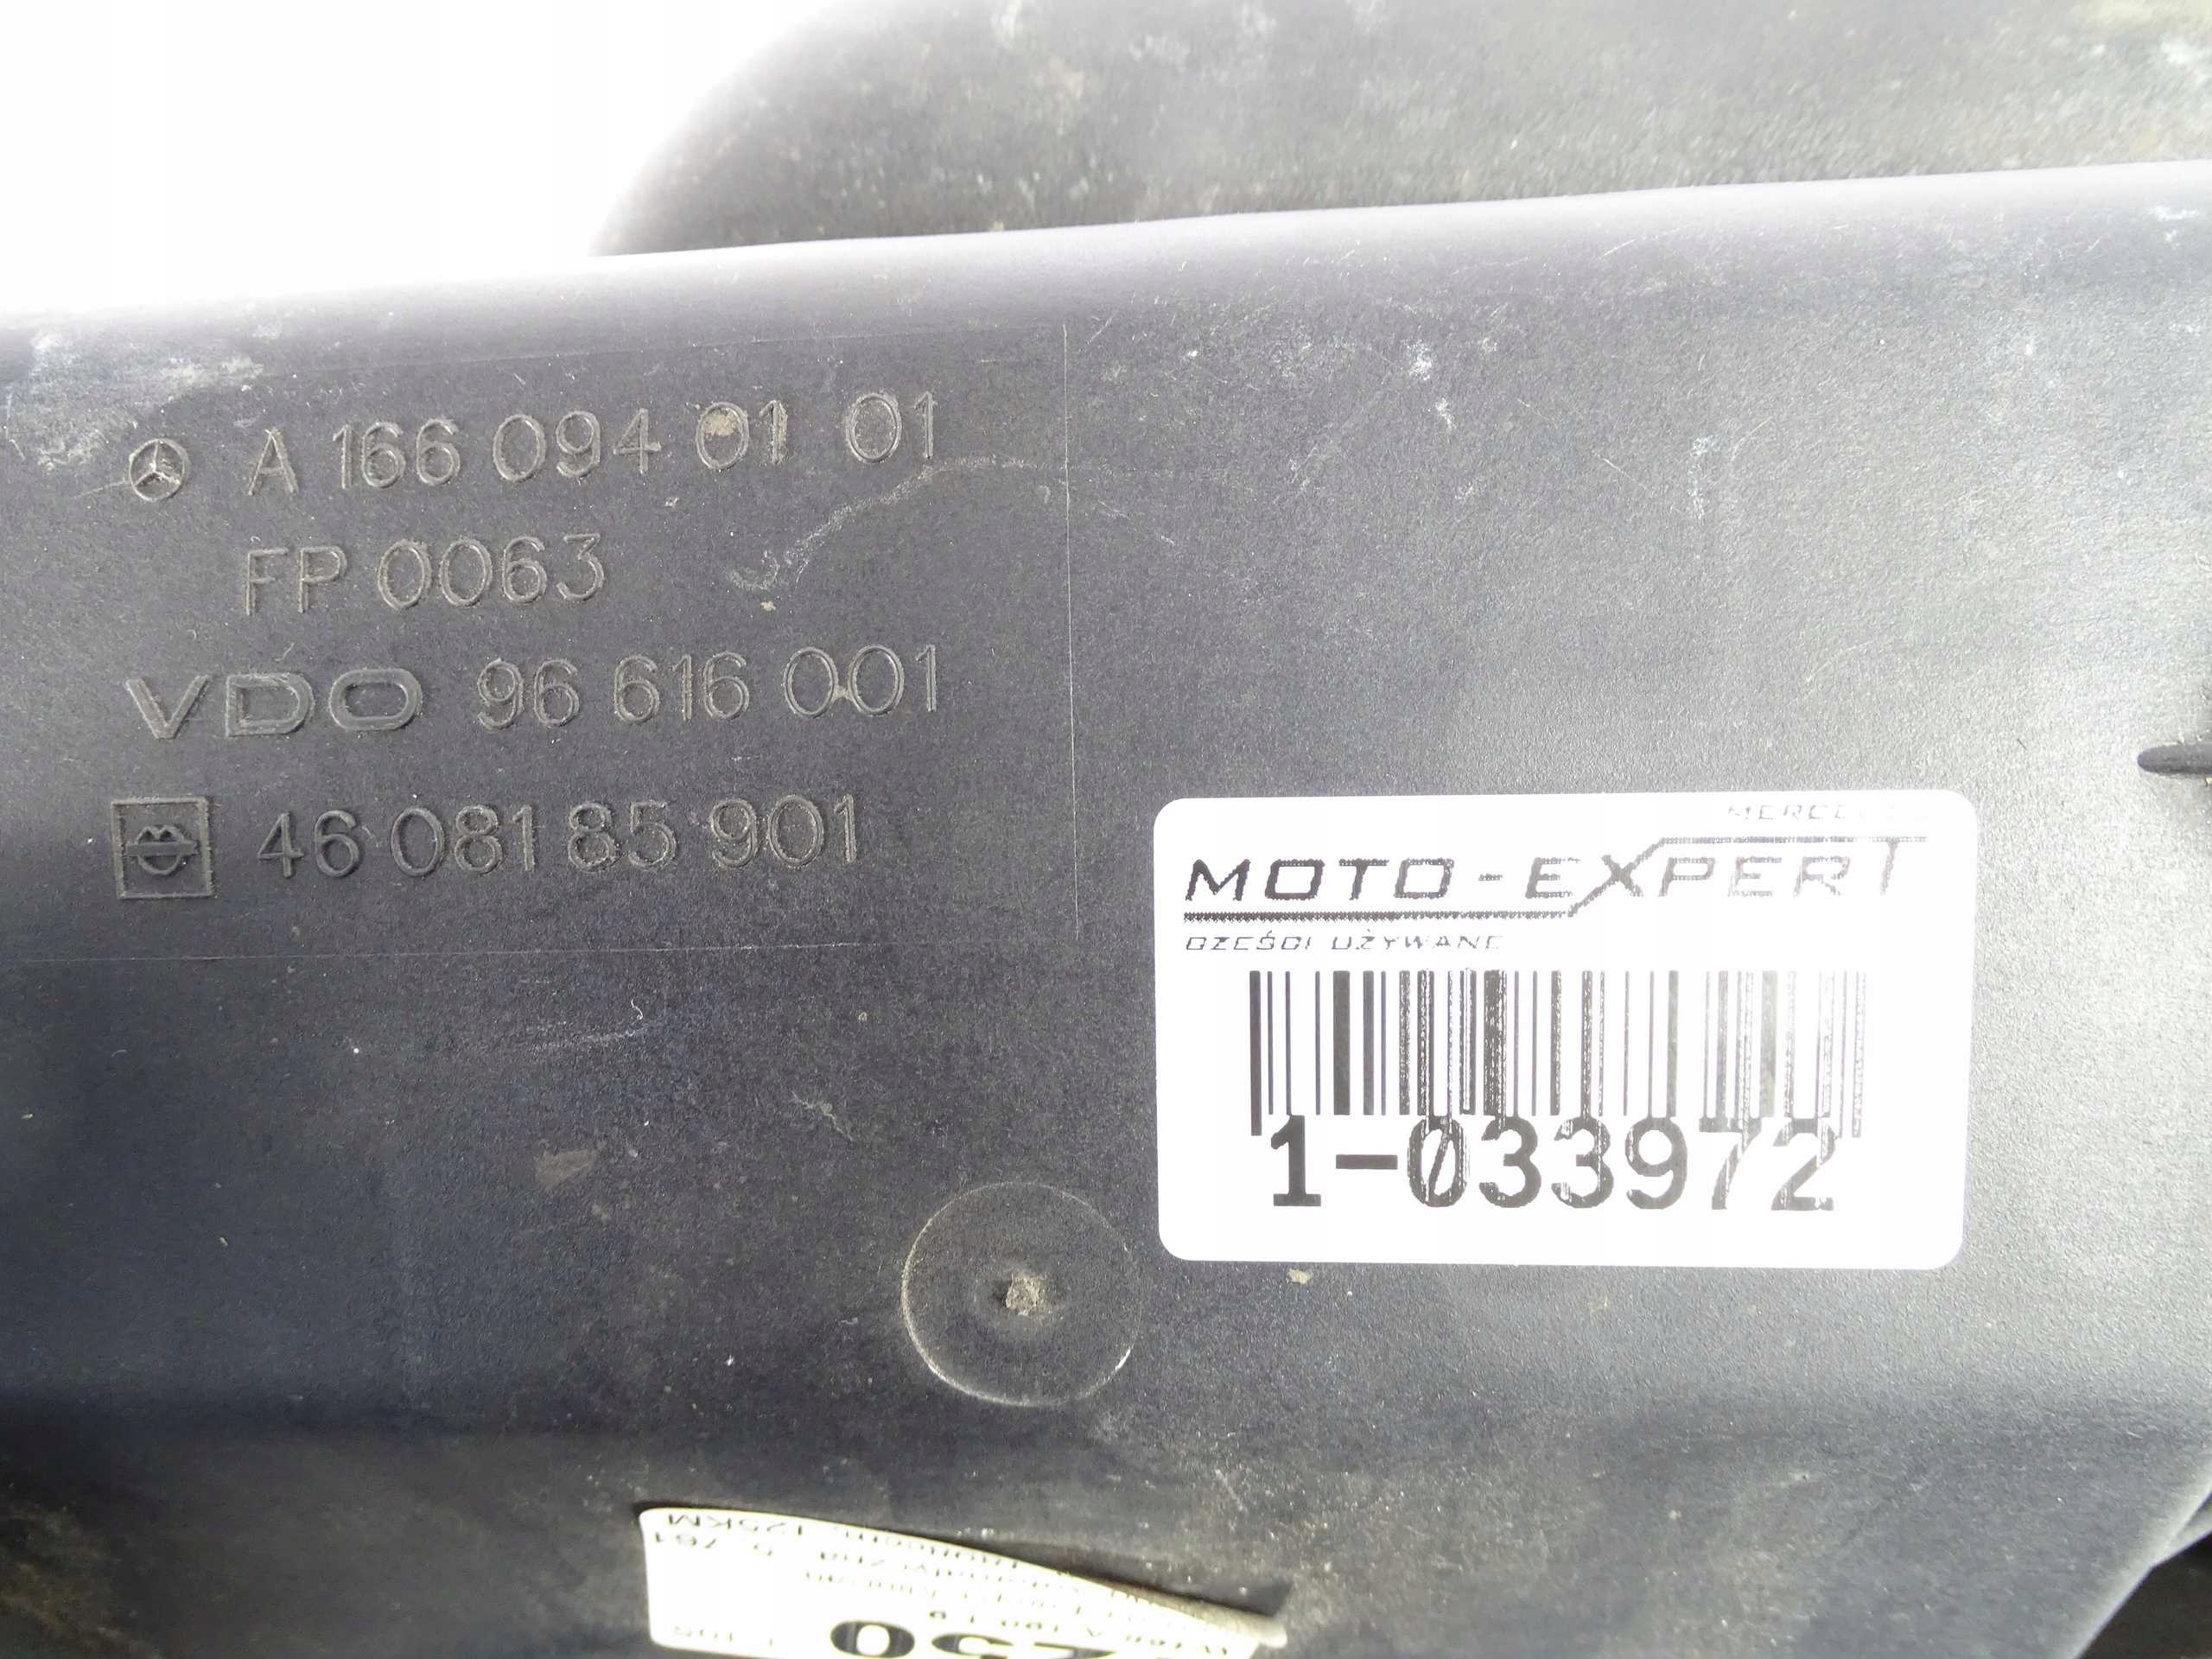 A 166 094 01 01
FP 0063
VDO 96 616 001
46 081 85 901
MOTO-EXPERT
CZĘŚCI UŻYWANE
1-033972
125KM